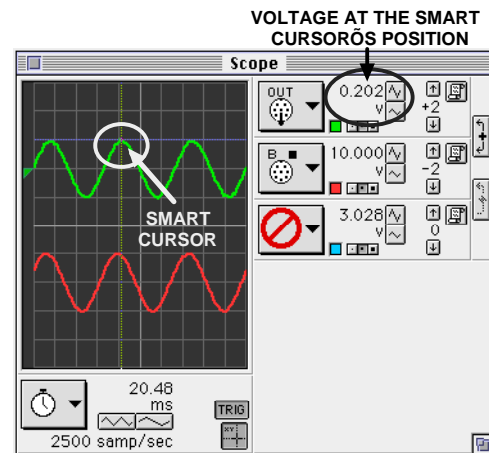 VOLTAGE AT THE SMART
CURSORÕS POSITION
Scope
OUT
0.202
V
+2
B
10.000
V
-2
3.028
V
0
SMART
CURSOR
20.48
ms
2500 samp/sec
TRIG
XY